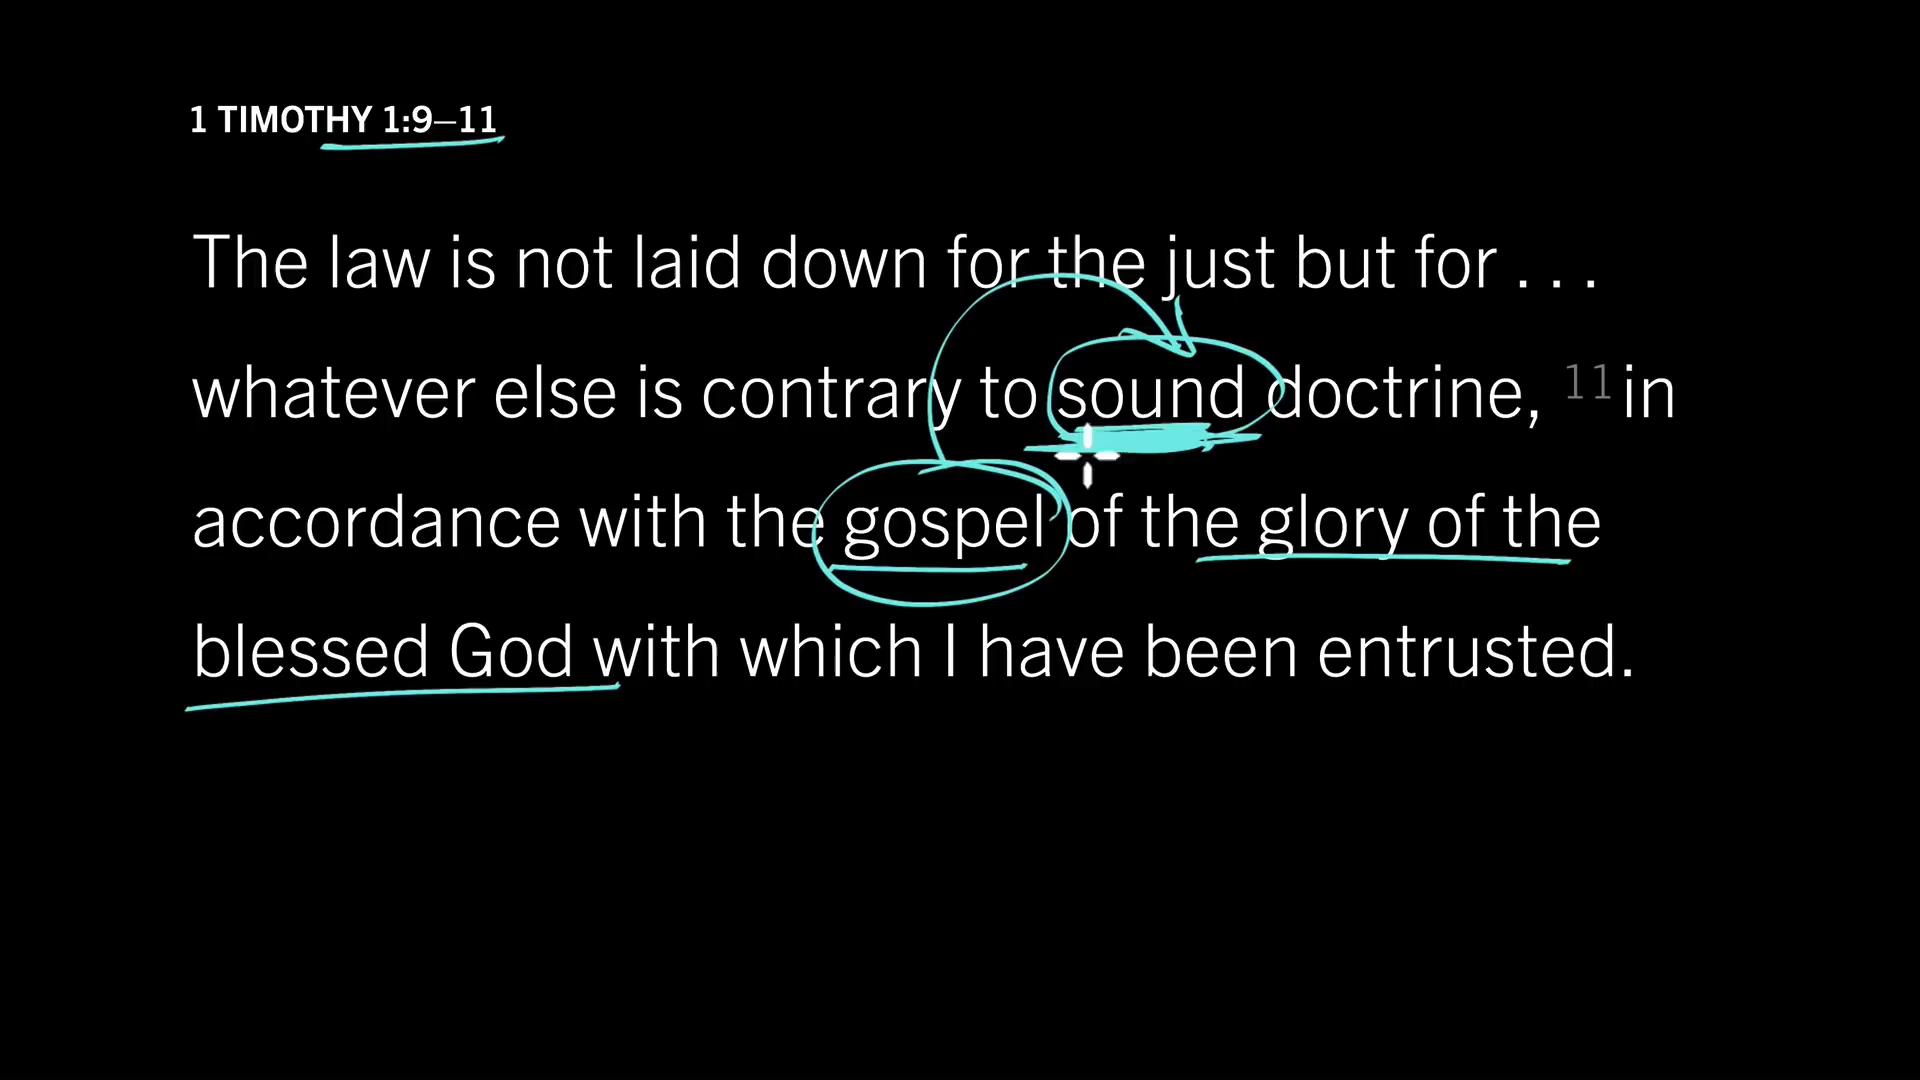 1 TIMOTHY 1:9–11
The law is not laid down for the just but for . . .
whatever else is contrary to sound doctrine, 11 in
accordance with the gospel of the glory of the
blessed God with which I have been entrusted.